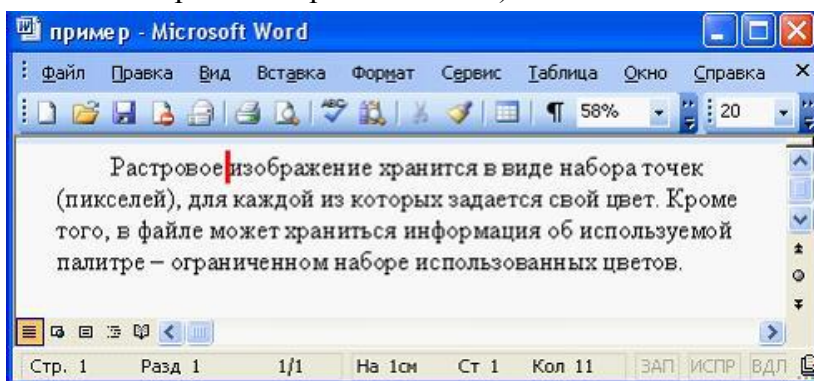 пример - Microsoft Word
Файл Правка Вид Вставка Формат Сервис Таблица Окно Справка
58% 20
Растровое изображение хранится в виде набора точек
(пикселей), для каждой из которых задается свой цвет. Кроме
того, в файле может храниться информация об используемой
палитре – ограниченном наборе использованных цветов.
Стр. 1 Разд 1 1/1 На 1см Ст 1 Кол 11 ЗАП ИСПР ВДЛ